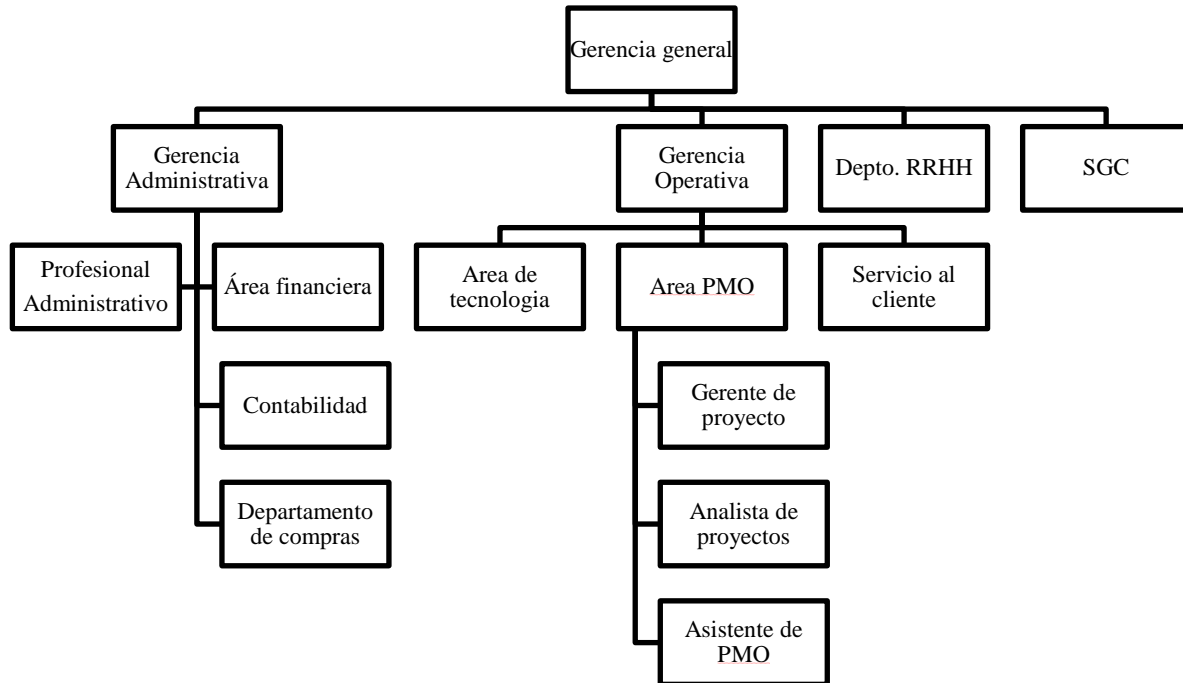 Gerencia general
Gerencia
Administrativa
Gerencia
Operativa
Depto. RRHH
SGC
Profesional
Administrativo
Área financiera
Area de
tecnologia
Area PMO
Servicio al
cliente
Contabilidad
Gerente de
proyecto
Departamento
de compras
Analista de
proyectos
Asistente de
PMO